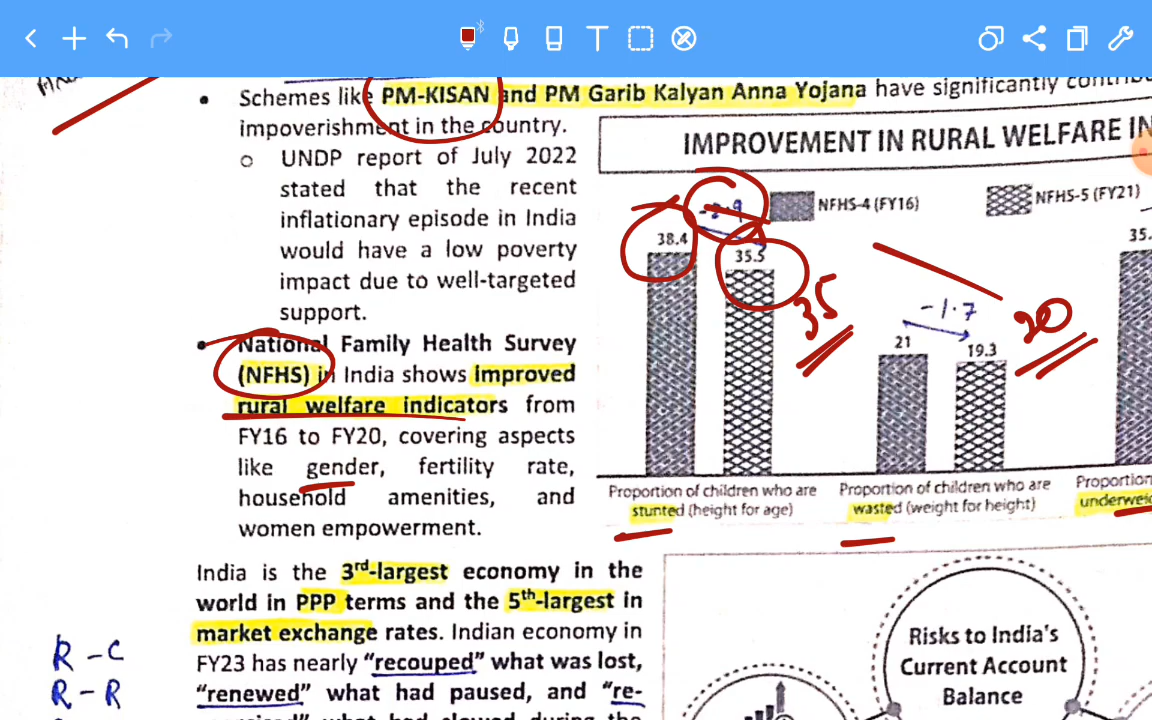 Schemes like PM-KISAN and PM Garib Kalyan Anna Yojana have significantly
impoverishment in the country.
UNDP report of July 2022
stated that the recent
inflationary episode in India
would have a low poverty
impact due to well-targeted
support.
National Family Health Survey
(NFHS) in India shows improved
rural welfare indicators from
FY16 to FY20, covering aspects
like gender, fertility rate,
household amenities, and
women empowerment.
IMPROVEMENT IN RURAL WELFARE IN
NFHS-4 (FY16)
NFHS-5 (FY21)
-2.9
38.4
35.5
35
-1.7
21
19.3
20
35.
Proportion of children who are
stunted (height for age)
Proportion of children who are
wasted (weight for height)
Proportion
underweig
India is the 3rd-largest economy in the
world in PPP terms and the 5th-largest in
market exchange rates. Indian economy in
FY23 has nearly "recouped" what was lost,
"renewed" what had paused, and "re-
R-C
R-R
Risks to India's
Current Account
Balance